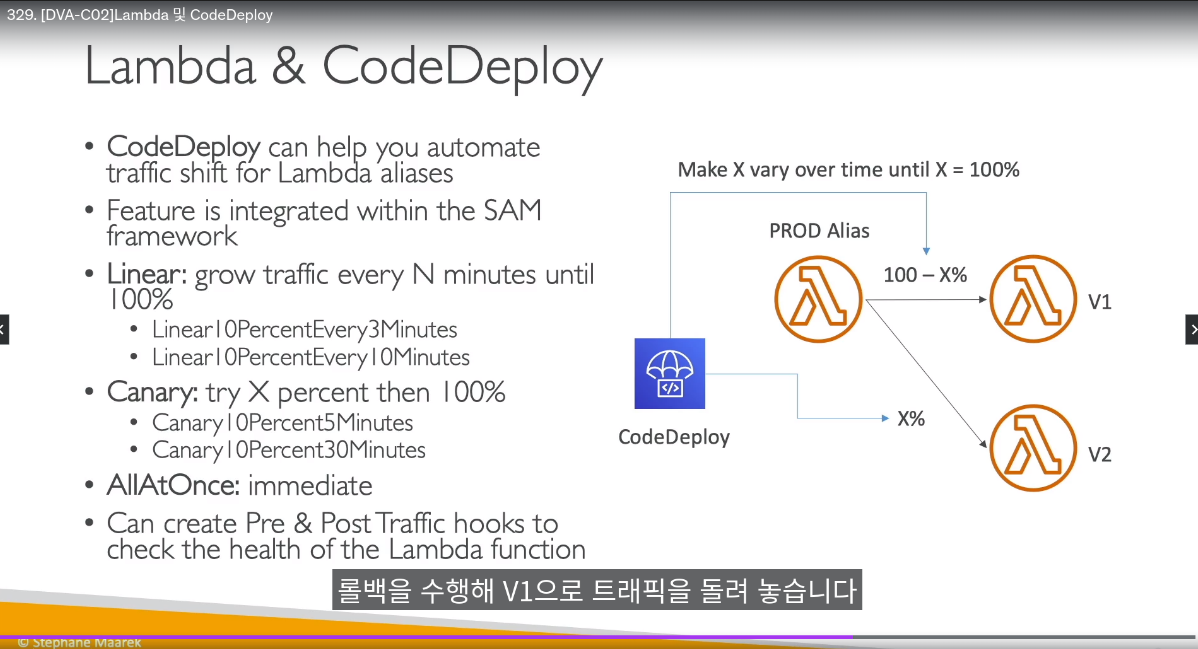 329. [DVA-C02]Lambda 및 CodeDeploy
Lambda & CodeDeploy
• CodeDeploy can help you automate
traffic shift for Lambda aliases
• Feature is integrated within the SAM
framework
• Linear: grow traffic every N minutes until
100%
• Linear10PercentEvery3Minutes
• Linear10PercentEvery10Minutes
• Canary: try X percent then 100%
• Canary10Percent5Minutes
• Canary10Percent30Minutes
• AllAtOnce: immediate
• Can create Pre & Post Traffic hooks to
check the health of the Lambda function
Make X vary over time until X = 100%
PROD Alias
100 – X%
V1
CodeDeploy
X%
V2
롤백을 수행해 V1으로 트래픽을 돌려 놓습니다
© Stephane Maarek